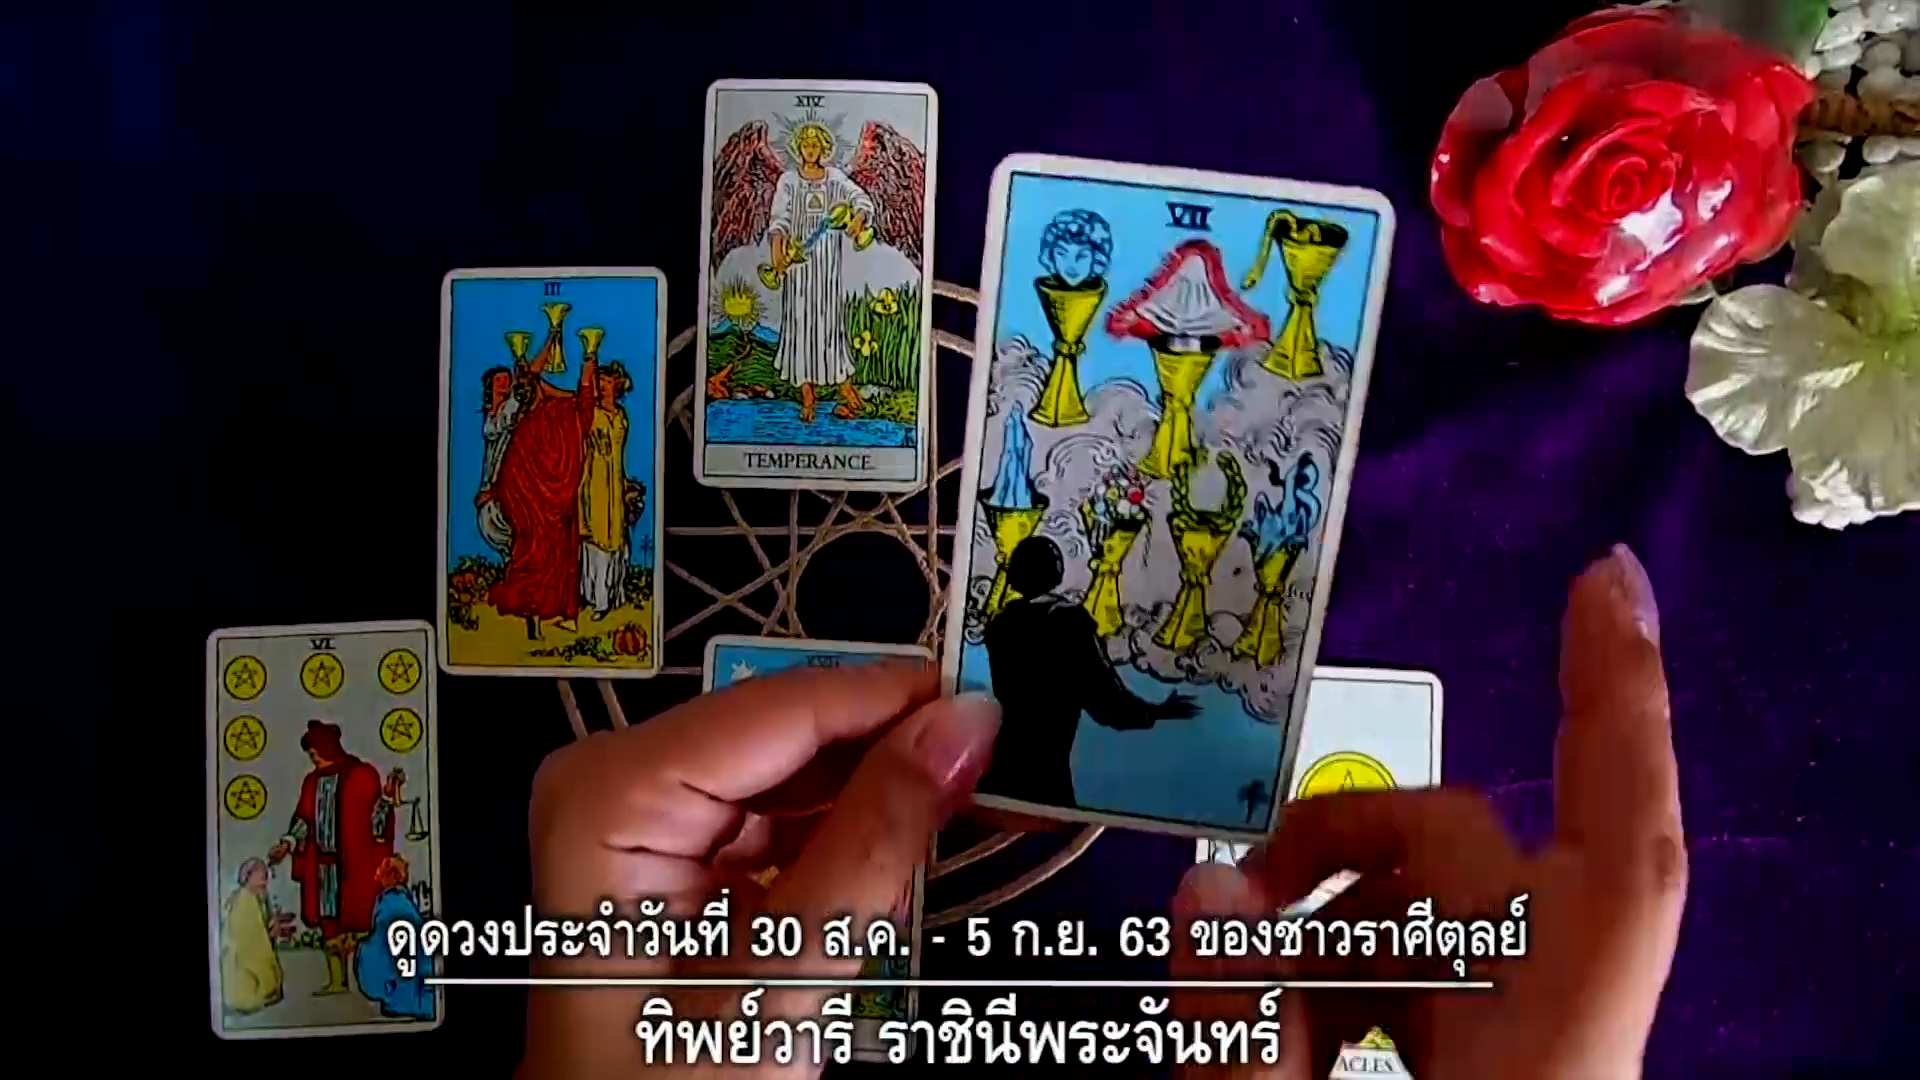 XIV
VII
III
TEMPERANCE.
VI
ดูดวงประจำวันที่ 30 ส.ค. - 5 ก.ย. 63 ของชาวราศีตุลย์
ทิพย์วารี ราชินีพระจันทร์
ACLES